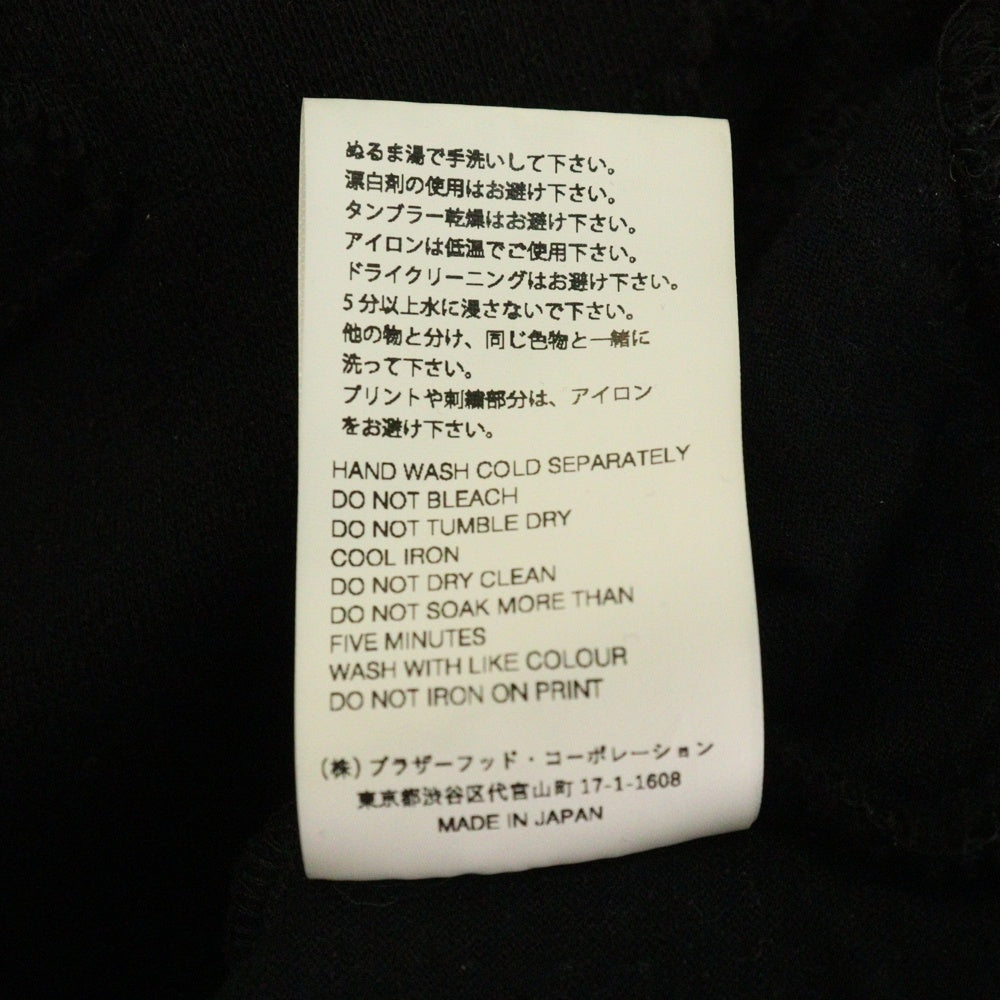 ぬるま湯で手洗いして下さい。
漂白剤の使用はお避け下さい。
タンブラー乾燥はお避け下さい。
アイロンは低温でご使用下さい。
ドライクリーニングはお避け下さい。
5分以上水に浸さないで下さい。
他の物と分け、同じ色物と一緒に
洗って下さい。
プリントや刺繍部分は、アイロン
をお避け下さい。
HAND WASH COLD SEPARATELY
DO NOT BLEACH
DO NOT TUMBLE DRY
COOL IRON
DO NOT DRY CLEAN
DO NOT SOAK MORE THAN
FIVE MINUTES
WASH WITH LIKE COLOUR
DO NOT IRON ON PRINT
(株)ブラザーフッド・コーポレーション
東京都渋谷区代官山町17-1-1608
MADE IN JAPAN